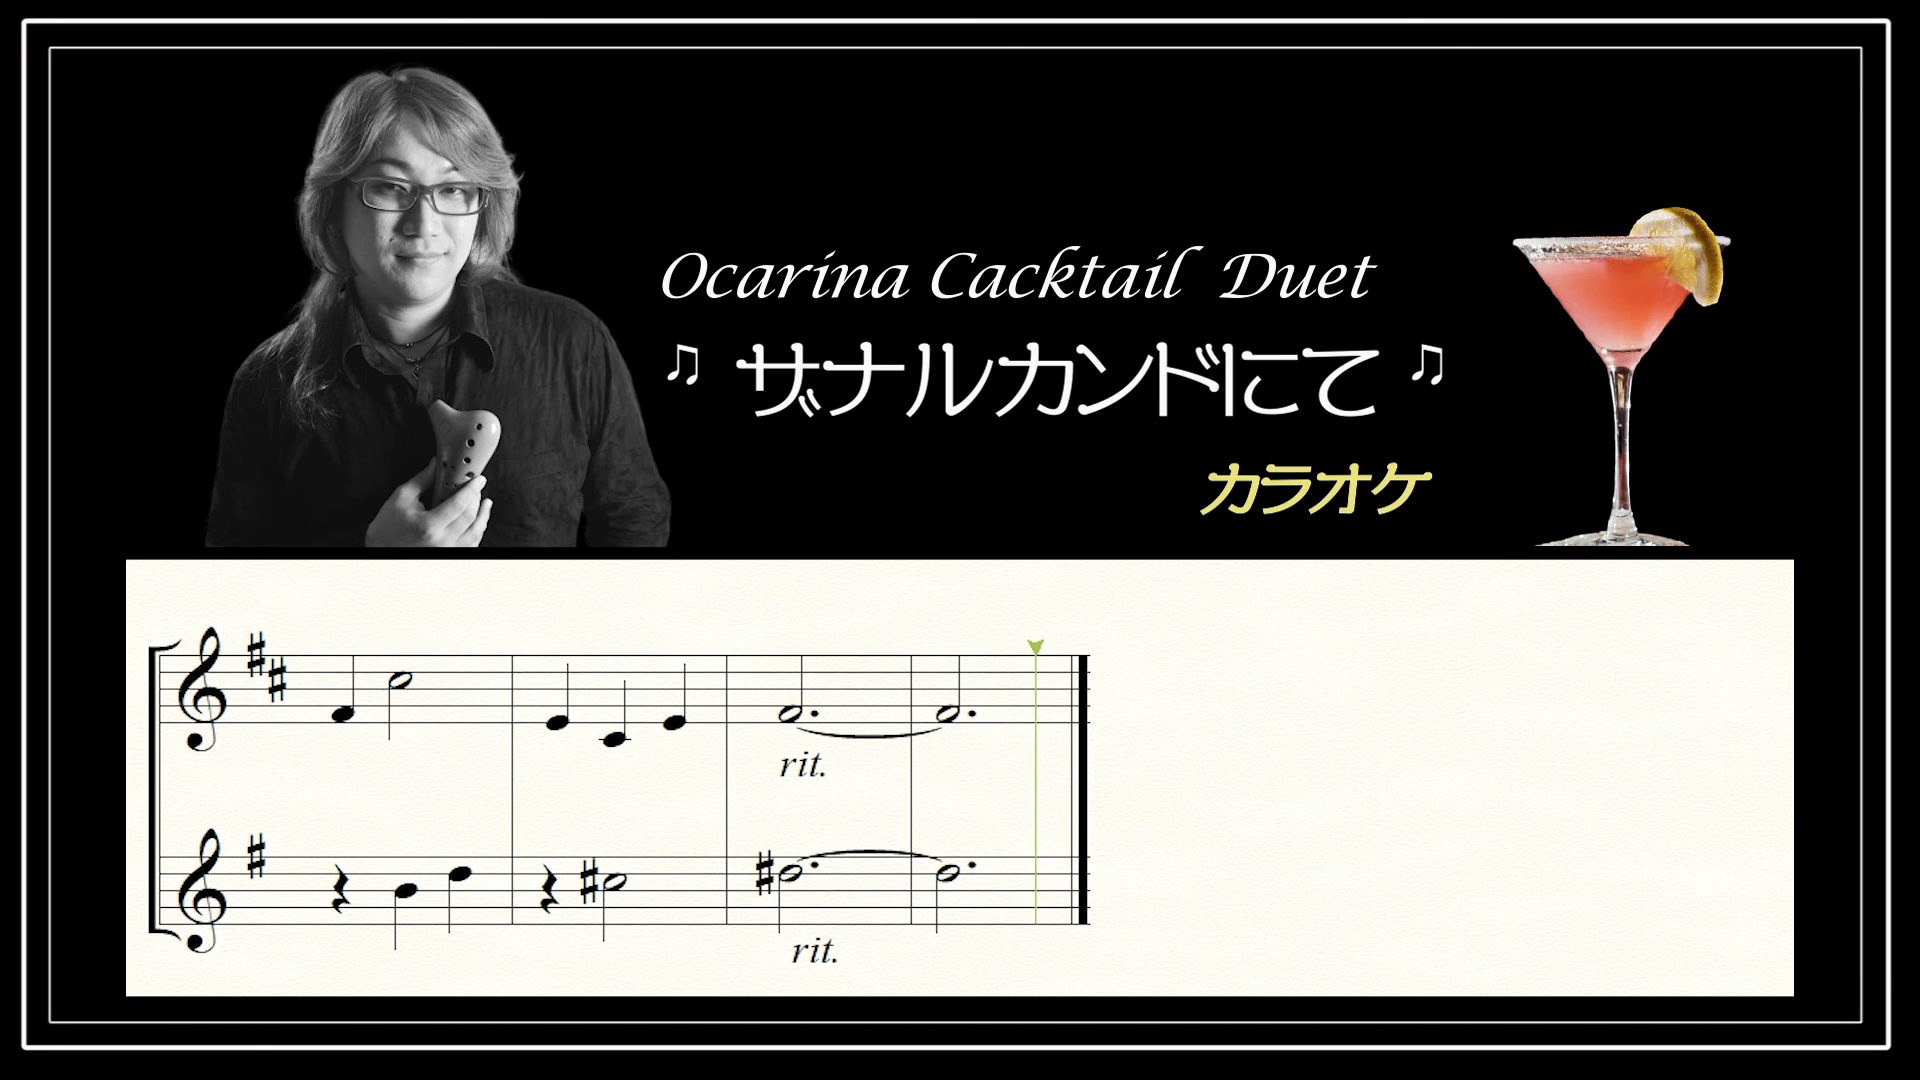 Ocarina Cacktail Duet
♫ ザナルカンドにて ♫
カラオケ
rit.
rit.